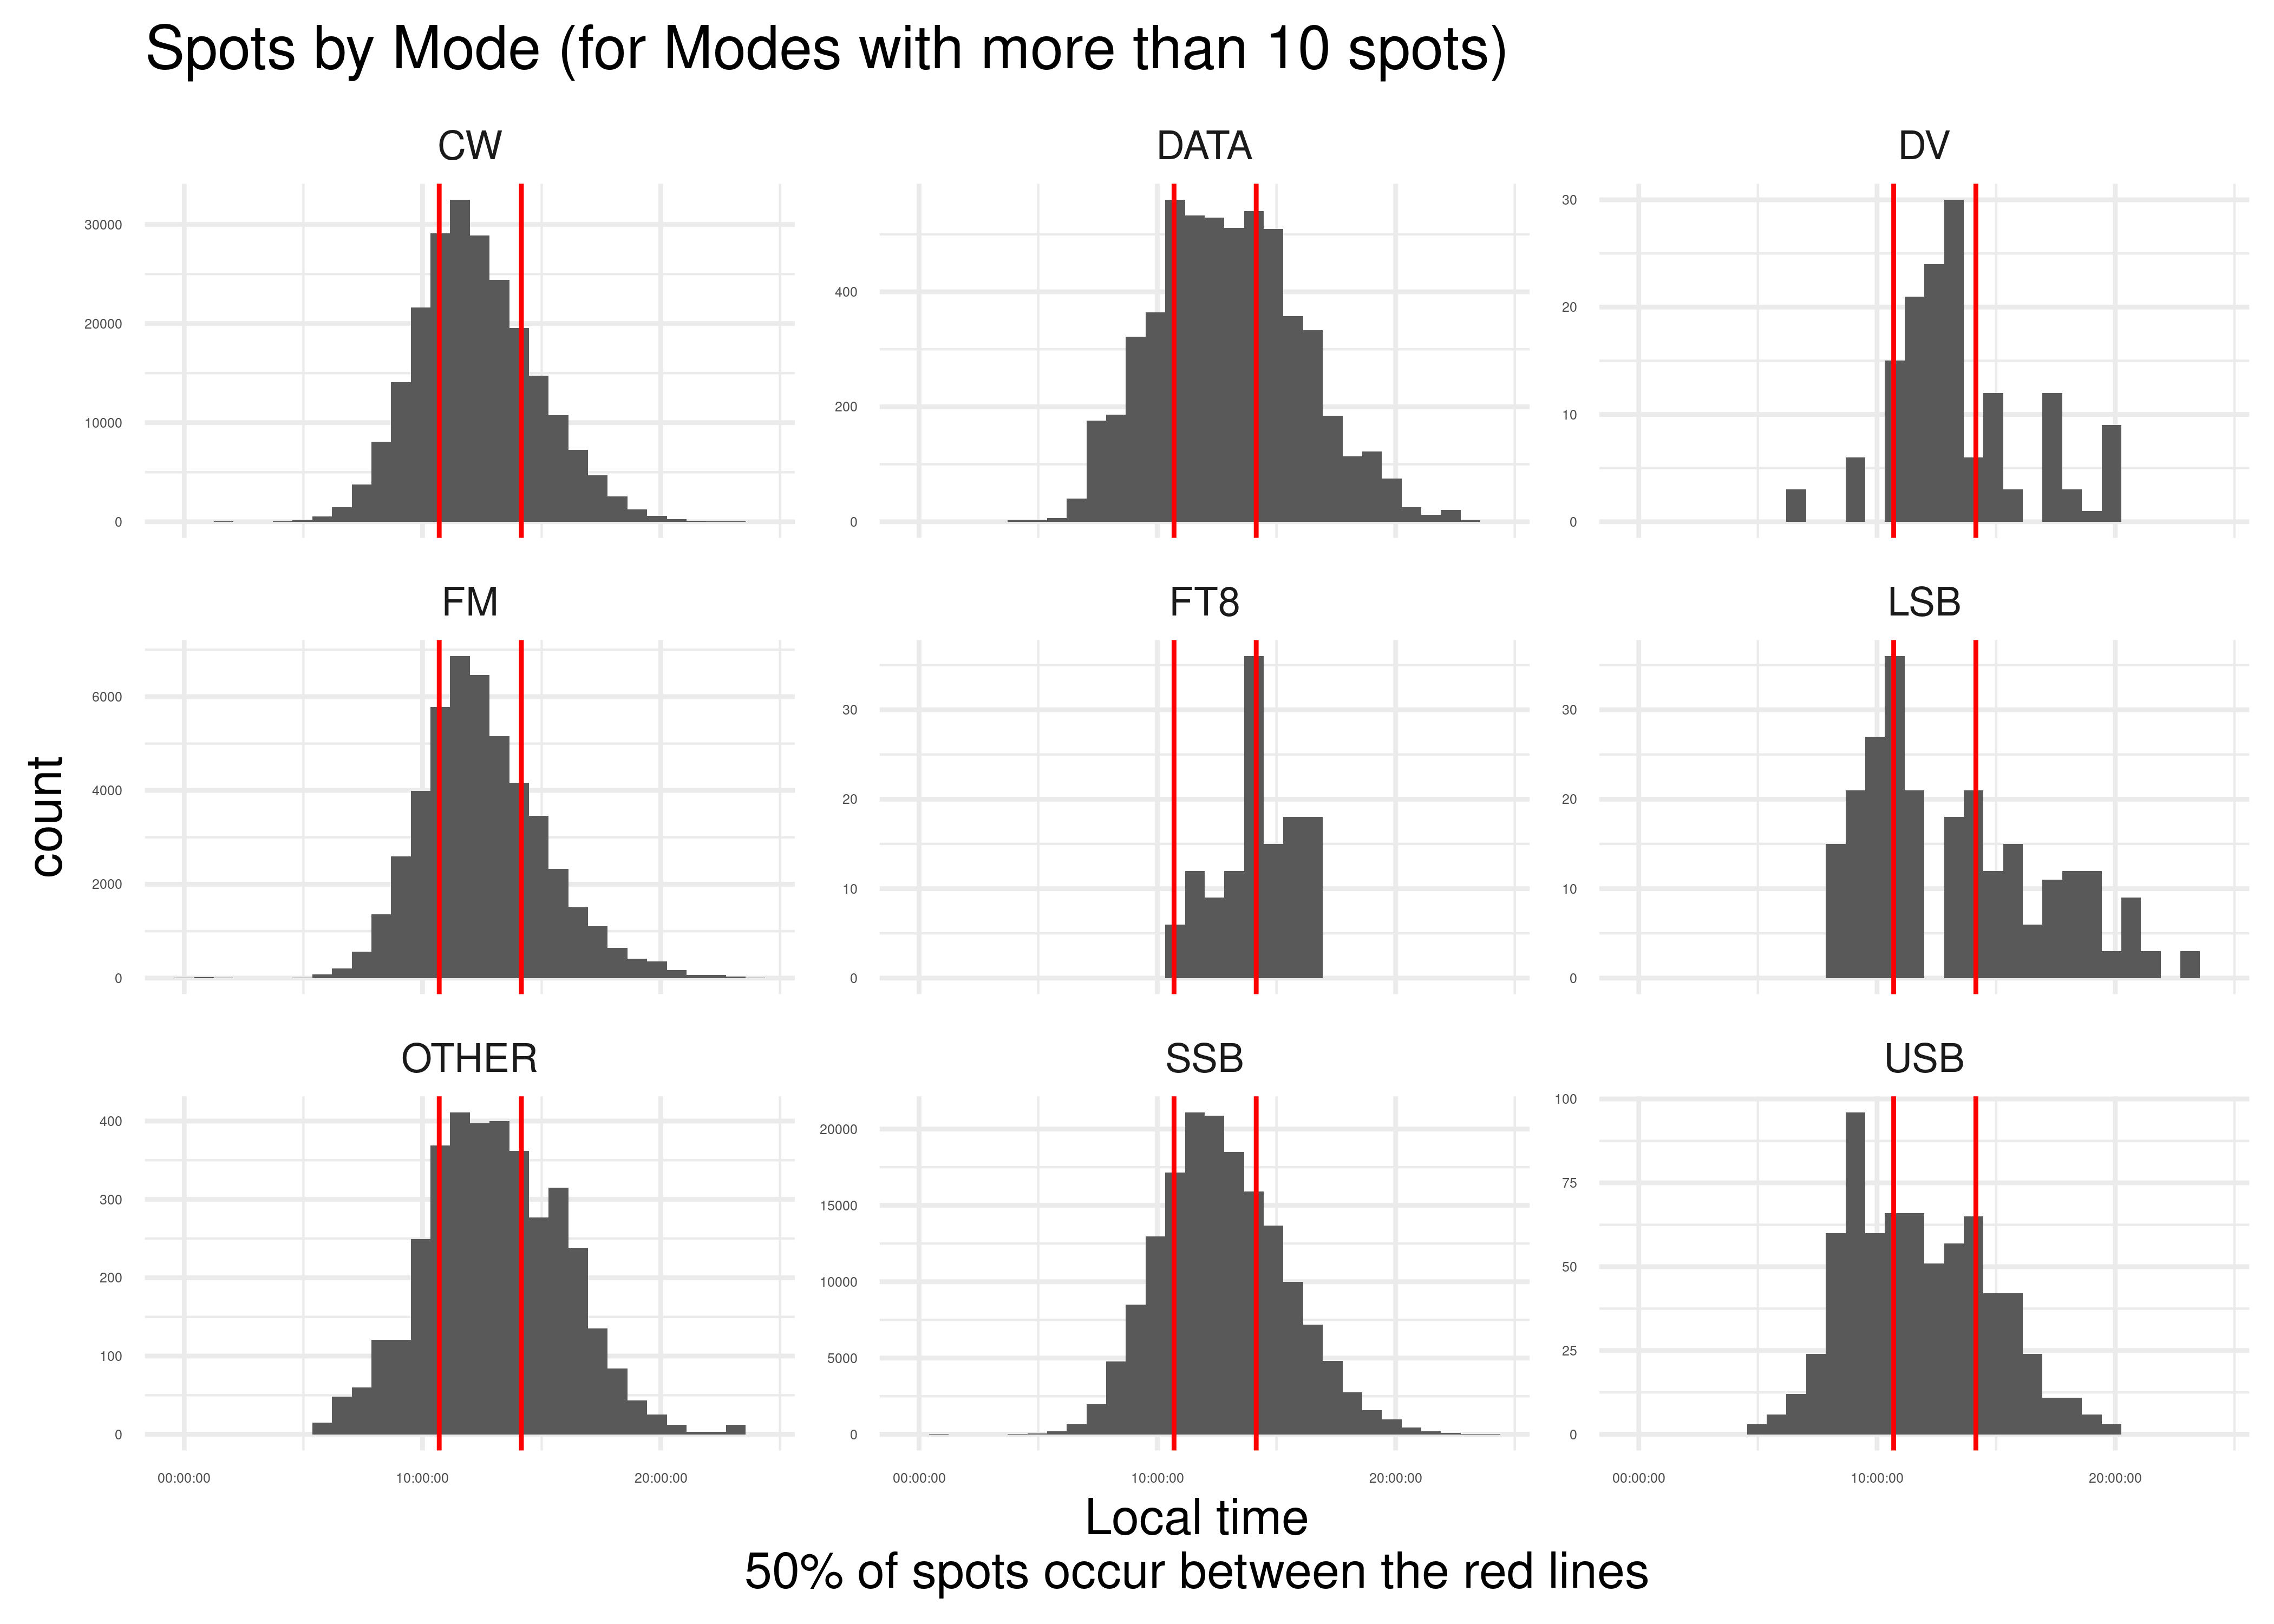 Spots by Mode (for Modes with more than 10 spots)
CW
DATA
DV
30000
20000
10000
0
400
200
0
30
20
10
0
FM
FT8
LSB
6000
4000
2000
0
30
20
10
0
30
20
10
0
count
OTHER
SSB
USB
400
300
200
100
0
20000
15000
10000
5000
0
100
75
50
25
0
00:00:00 10:00:00 20:00:00
00:00:00 10:00:00 20:00:00
00:00:00 10:00:00 20:00:00
Local time
50% of spots occur between the red lines